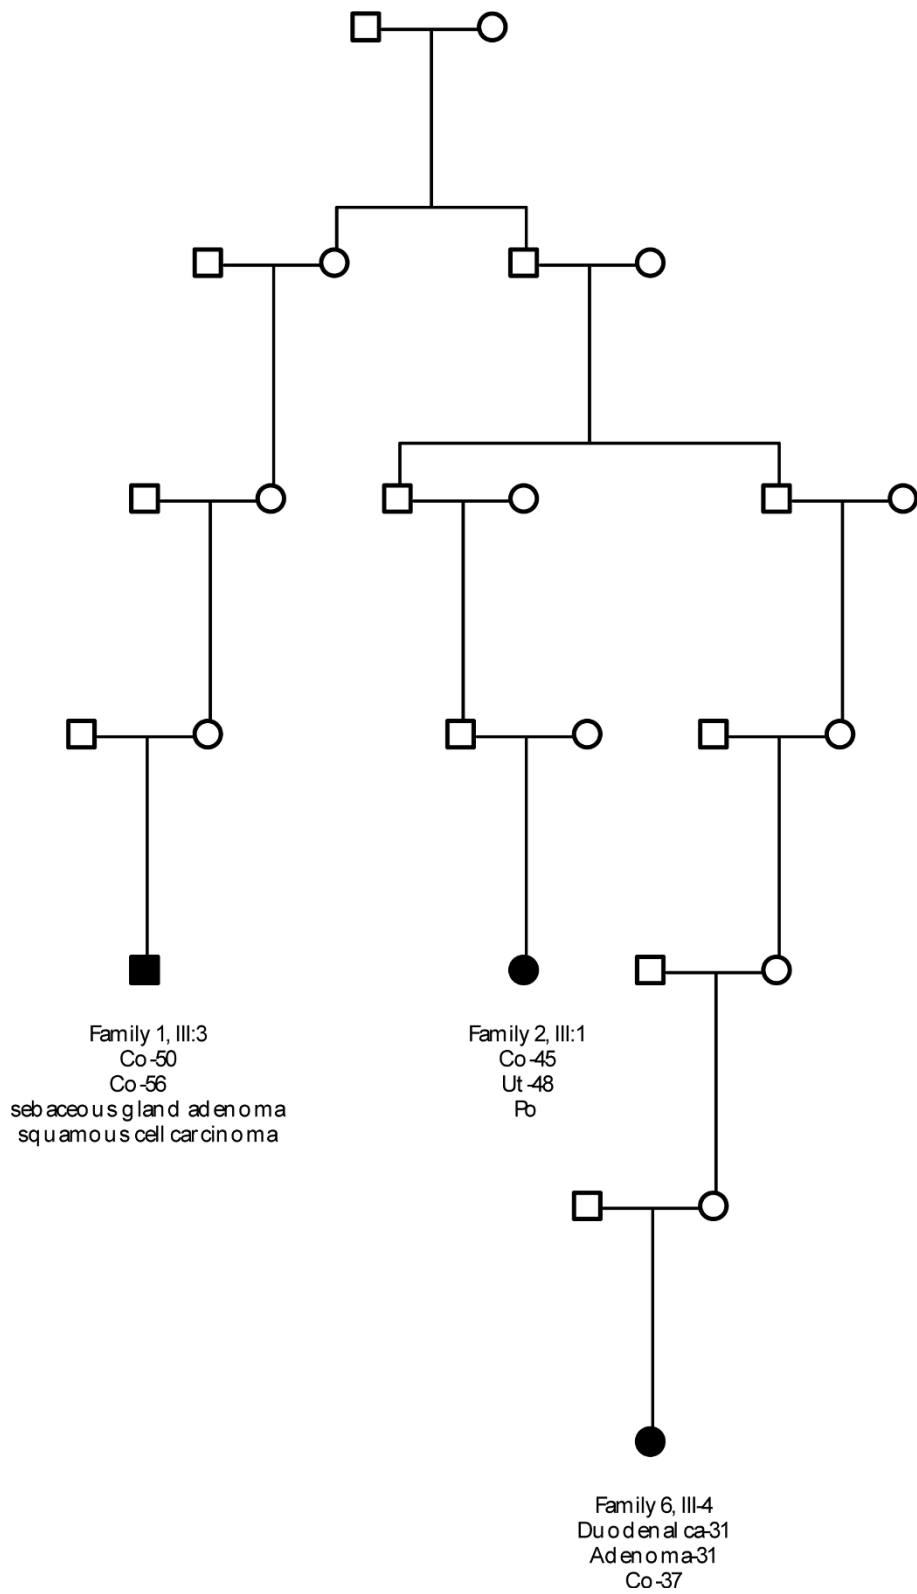 Family 1, III:3
Co-50
Co-56
sebaceous gland adenoma
squamous cell carcinoma
Family 2, III:1
Co-45
Ut-48
Po
Family 6, III-4
Duodenal ca-31
Adenoma-31
Co-37